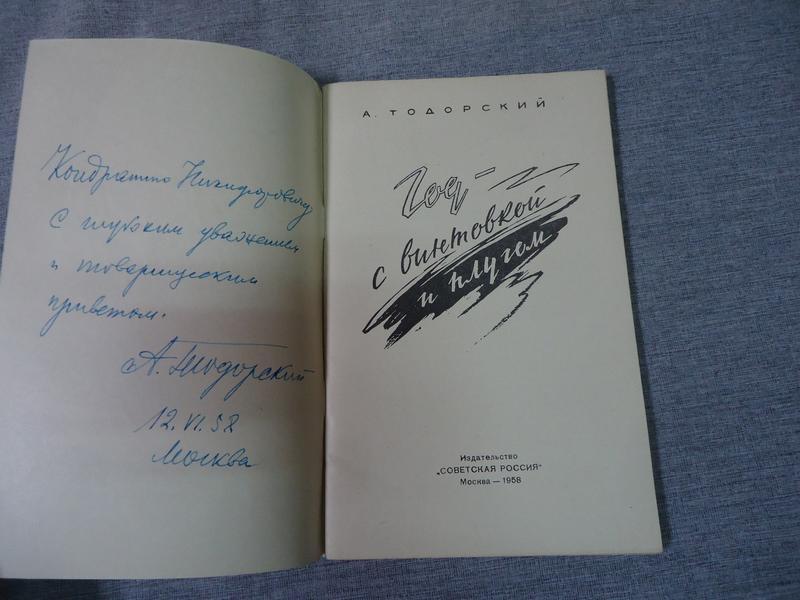 Кондратию Никифоровичу
с глубоким уважением
и товарищеским
приветом.
А. Тодорский
12.VI.58
Москва
А. ТОДОРСКИЙ
Год –
с винтовкой
и плугом
Издательство
„СОВЕТСКАЯ РОССИЯ“
Москва — 1958